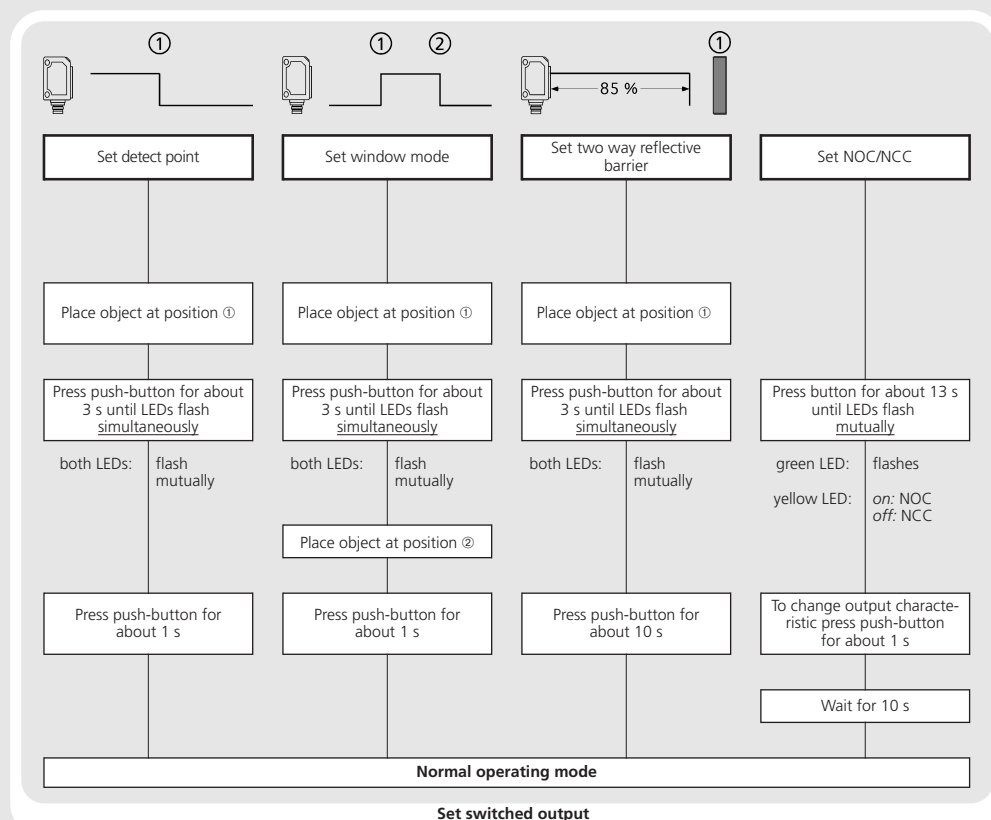 ①
① ②
①
85 %
Set detect point
Set window mode
Set two way reflective
barrier
Set NOC/NCC
Place object at position ①
Place object at position ①
Place object at position ①
Press push-button for about
3 s until LEDs flash
simultaneously
Press push-button for about
3 s until LEDs flash
simultaneously
Press push-button for about
3 s until LEDs flash
simultaneously
Press button for about 13 s
until LEDs flash
mutually
both LEDs: flash
mutually
both LEDs: flash
mutually
both LEDs: flash
mutually
green LED: flashes
yellow LED: on: NOC
off: NCC
Place object at position ②
Press push-button for
about 1 s
Press push-button for
about 1 s
Press push-button for
about 10 s
To change output characte-
ristic press push-button
for about 1 s
Wait for 10 s
Normal operating mode
Set switched output